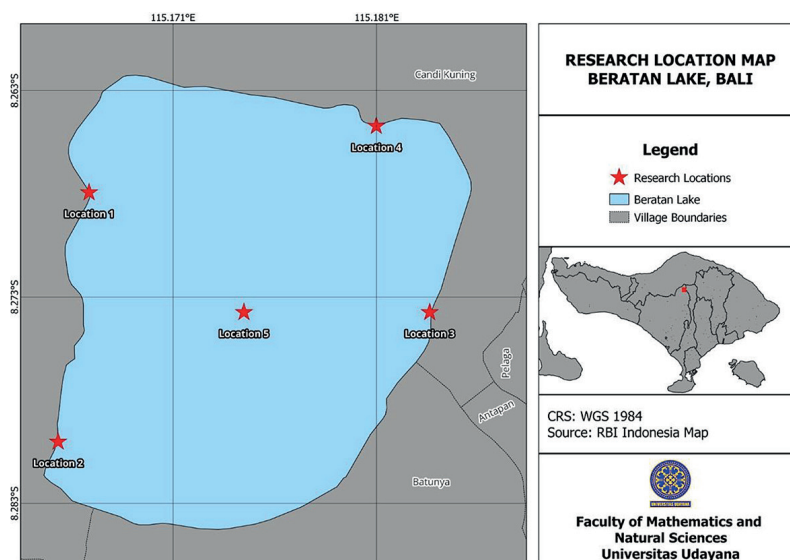 115.171°E
115.181°E
8.263°S
8.273°S
8.283°S
Candi Kuning
Location 4
Location 1
Location 5
Location 3
Location 2
Pelaga
Antapan
Batunya
RESEARCH LOCATION MAP
BERATAN LAKE, BALI
Legend
Research Locations
Beratan Lake
Village Boundaries
CRS: WGS 1984
Source: RBI Indonesia Map
UNIVERSITAS UDAYANA
Faculty of Mathematics and
Natural Sciences
Universitas Udayana